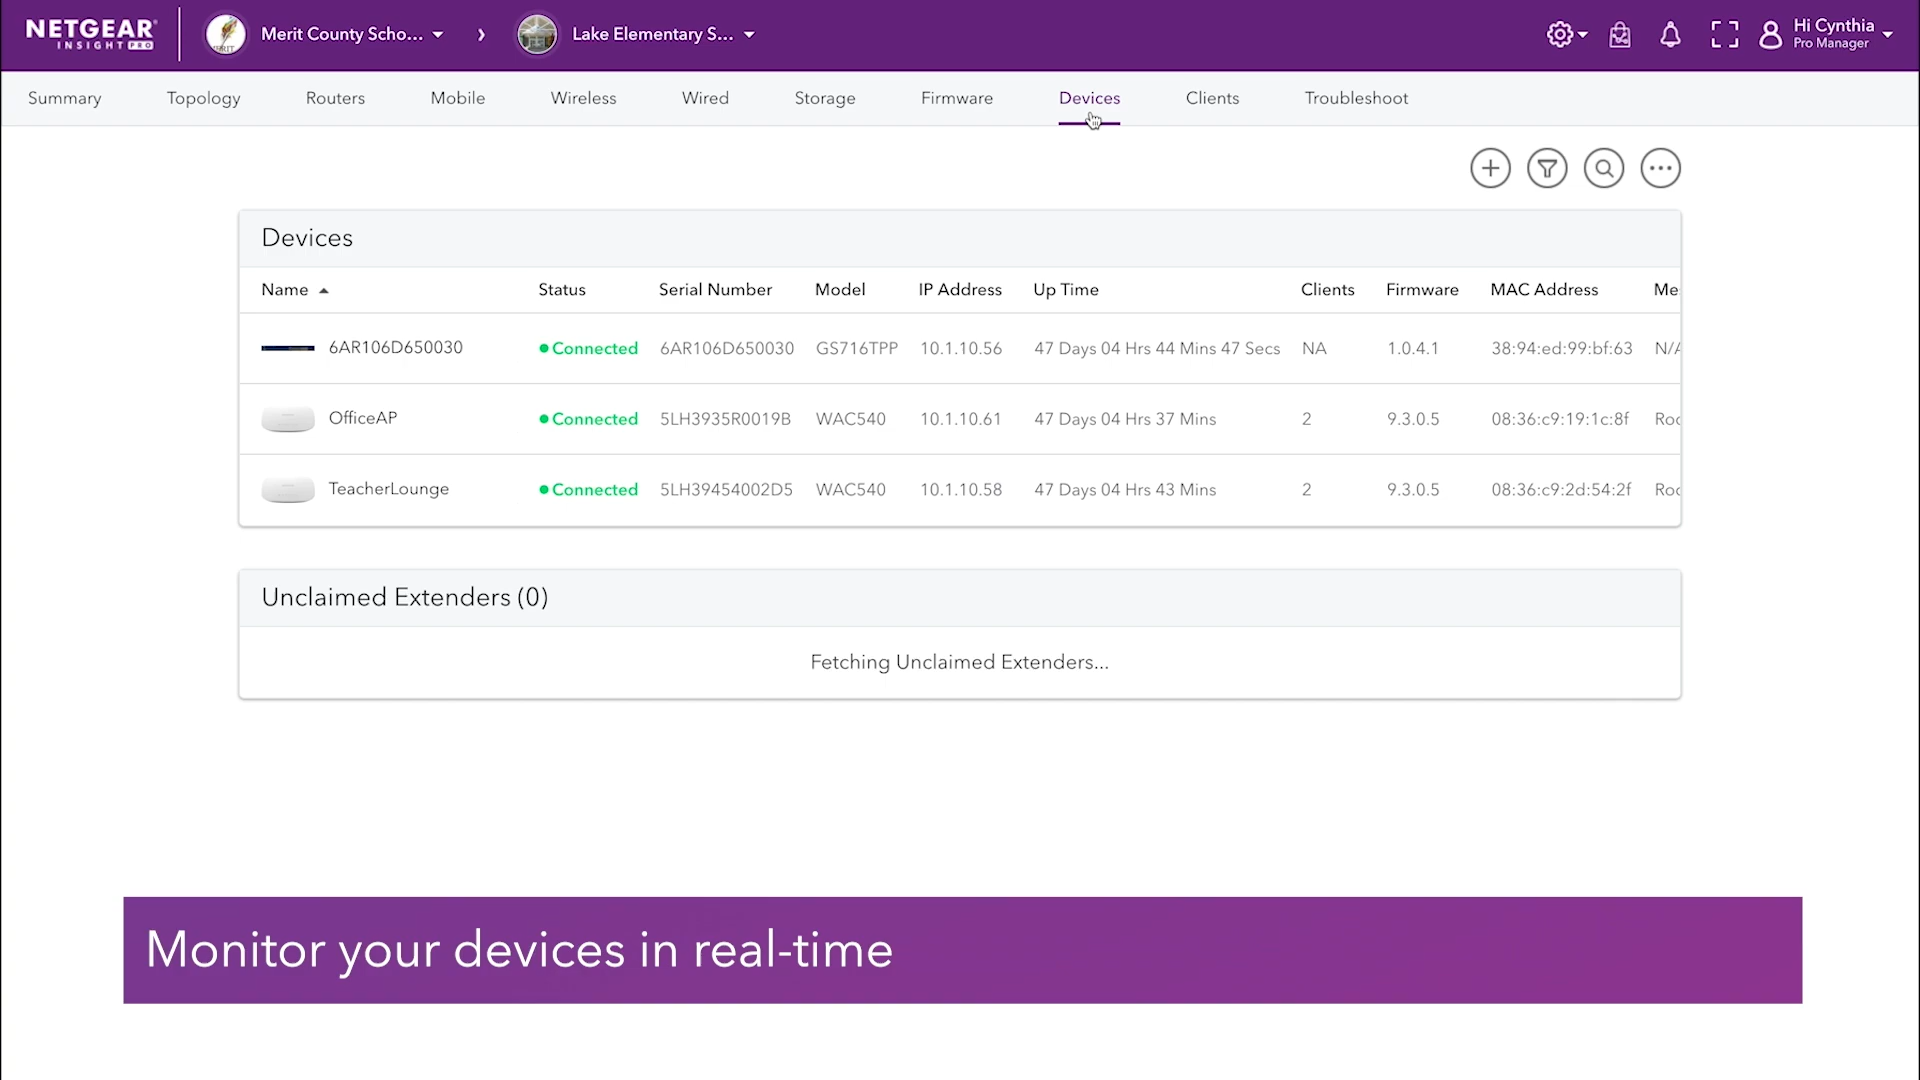 NETGEAR
INSIGHT PRO
Merit County Scho...
Lake Elementary S...
Hi Cynthia
Pro Manager
Summary Topology Routers Mobile Wireless Wired Storage Firmware Devices Clients Troubleshoot
Devices
Name Status Serial Number Model IP Address Up Time Clients Firmware MAC Address Me
6AR106D650030 Connected 6AR106D650030 GS716TPP 10.1.10.56 47 Days 04 Hrs 44 Mins 47 Secs NA 1.0.4.1 38:94:ed:99:bf:63 N/A
OfficeAP Connected 5LH3935R0019B WAC540 10.1.10.61 47 Days 04 Hrs 37 Mins 2 9.3.0.5 08:36:c9:19:1c:8f Roo
TeacherLounge Connected 5LH39454002D5 WAC540 10.1.10.58 47 Days 04 Hrs 43 Mins 2 9.3.0.5 08:36:c9:2d:54:2f Roo
Unclaimed Extenders (0)
Fetching Unclaimed Extenders...
Monitor your devices in real-time